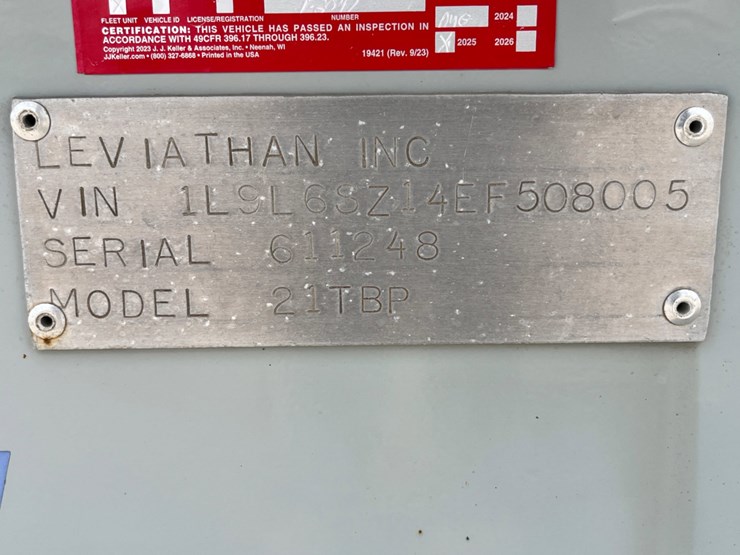 FLEET UNIT VEHICLE ID LICENSE/REGISTRATION NUMBER
2024
CERTIFICATION: THIS VEHICLE HAS PASSED AN INSPECTION IN
ACCORDANCE WITH 49CFR 396.17 THROUGH 396.23.
X 2025 2026
Copyright 2023 J. J. Keller & Associates, Inc. • Neenah, WI
JJKeller.com • (800) 327-6868 • Printed in the USA
19421 (Rev. 9/23)
LEVIATHAN INC
VIN 1L9L6SZ14EF508005
SERIAL 611248
MODEL 21TBP